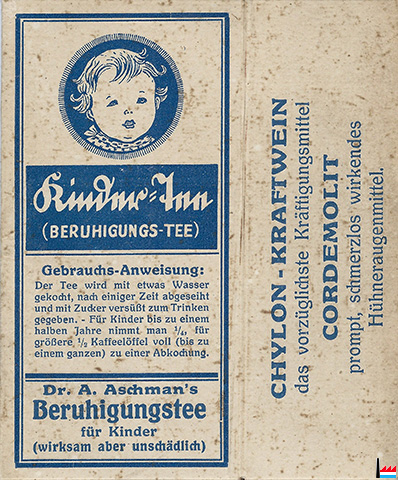 Kinder-Tee
(BERUHIGUNGS-TEE)
Gebrauchs-Anweisung:
Der Tee wird mit etwas Wasser
gekocht, nach einiger Zeit abgeseiht
und mit Zucker versüßt zum Trinken
gegeben. - Für Kinder bis zu einem
halben Jahre nimmt man ¼, für
größere ½ Kaffeelöffel voll (bis zu
einem ganzen) zu einer Abkochung.
Dr. A. Aschman's
Beruhigungstee
für Kinder
(wirksam aber unschädlich)
CHYLON-KRAFTWEIN
das vorzüglichste Kräftigungsmittel
CORDEMOLIT
prompt, schmerzlos wirkendes
Hühneraugenmittel.